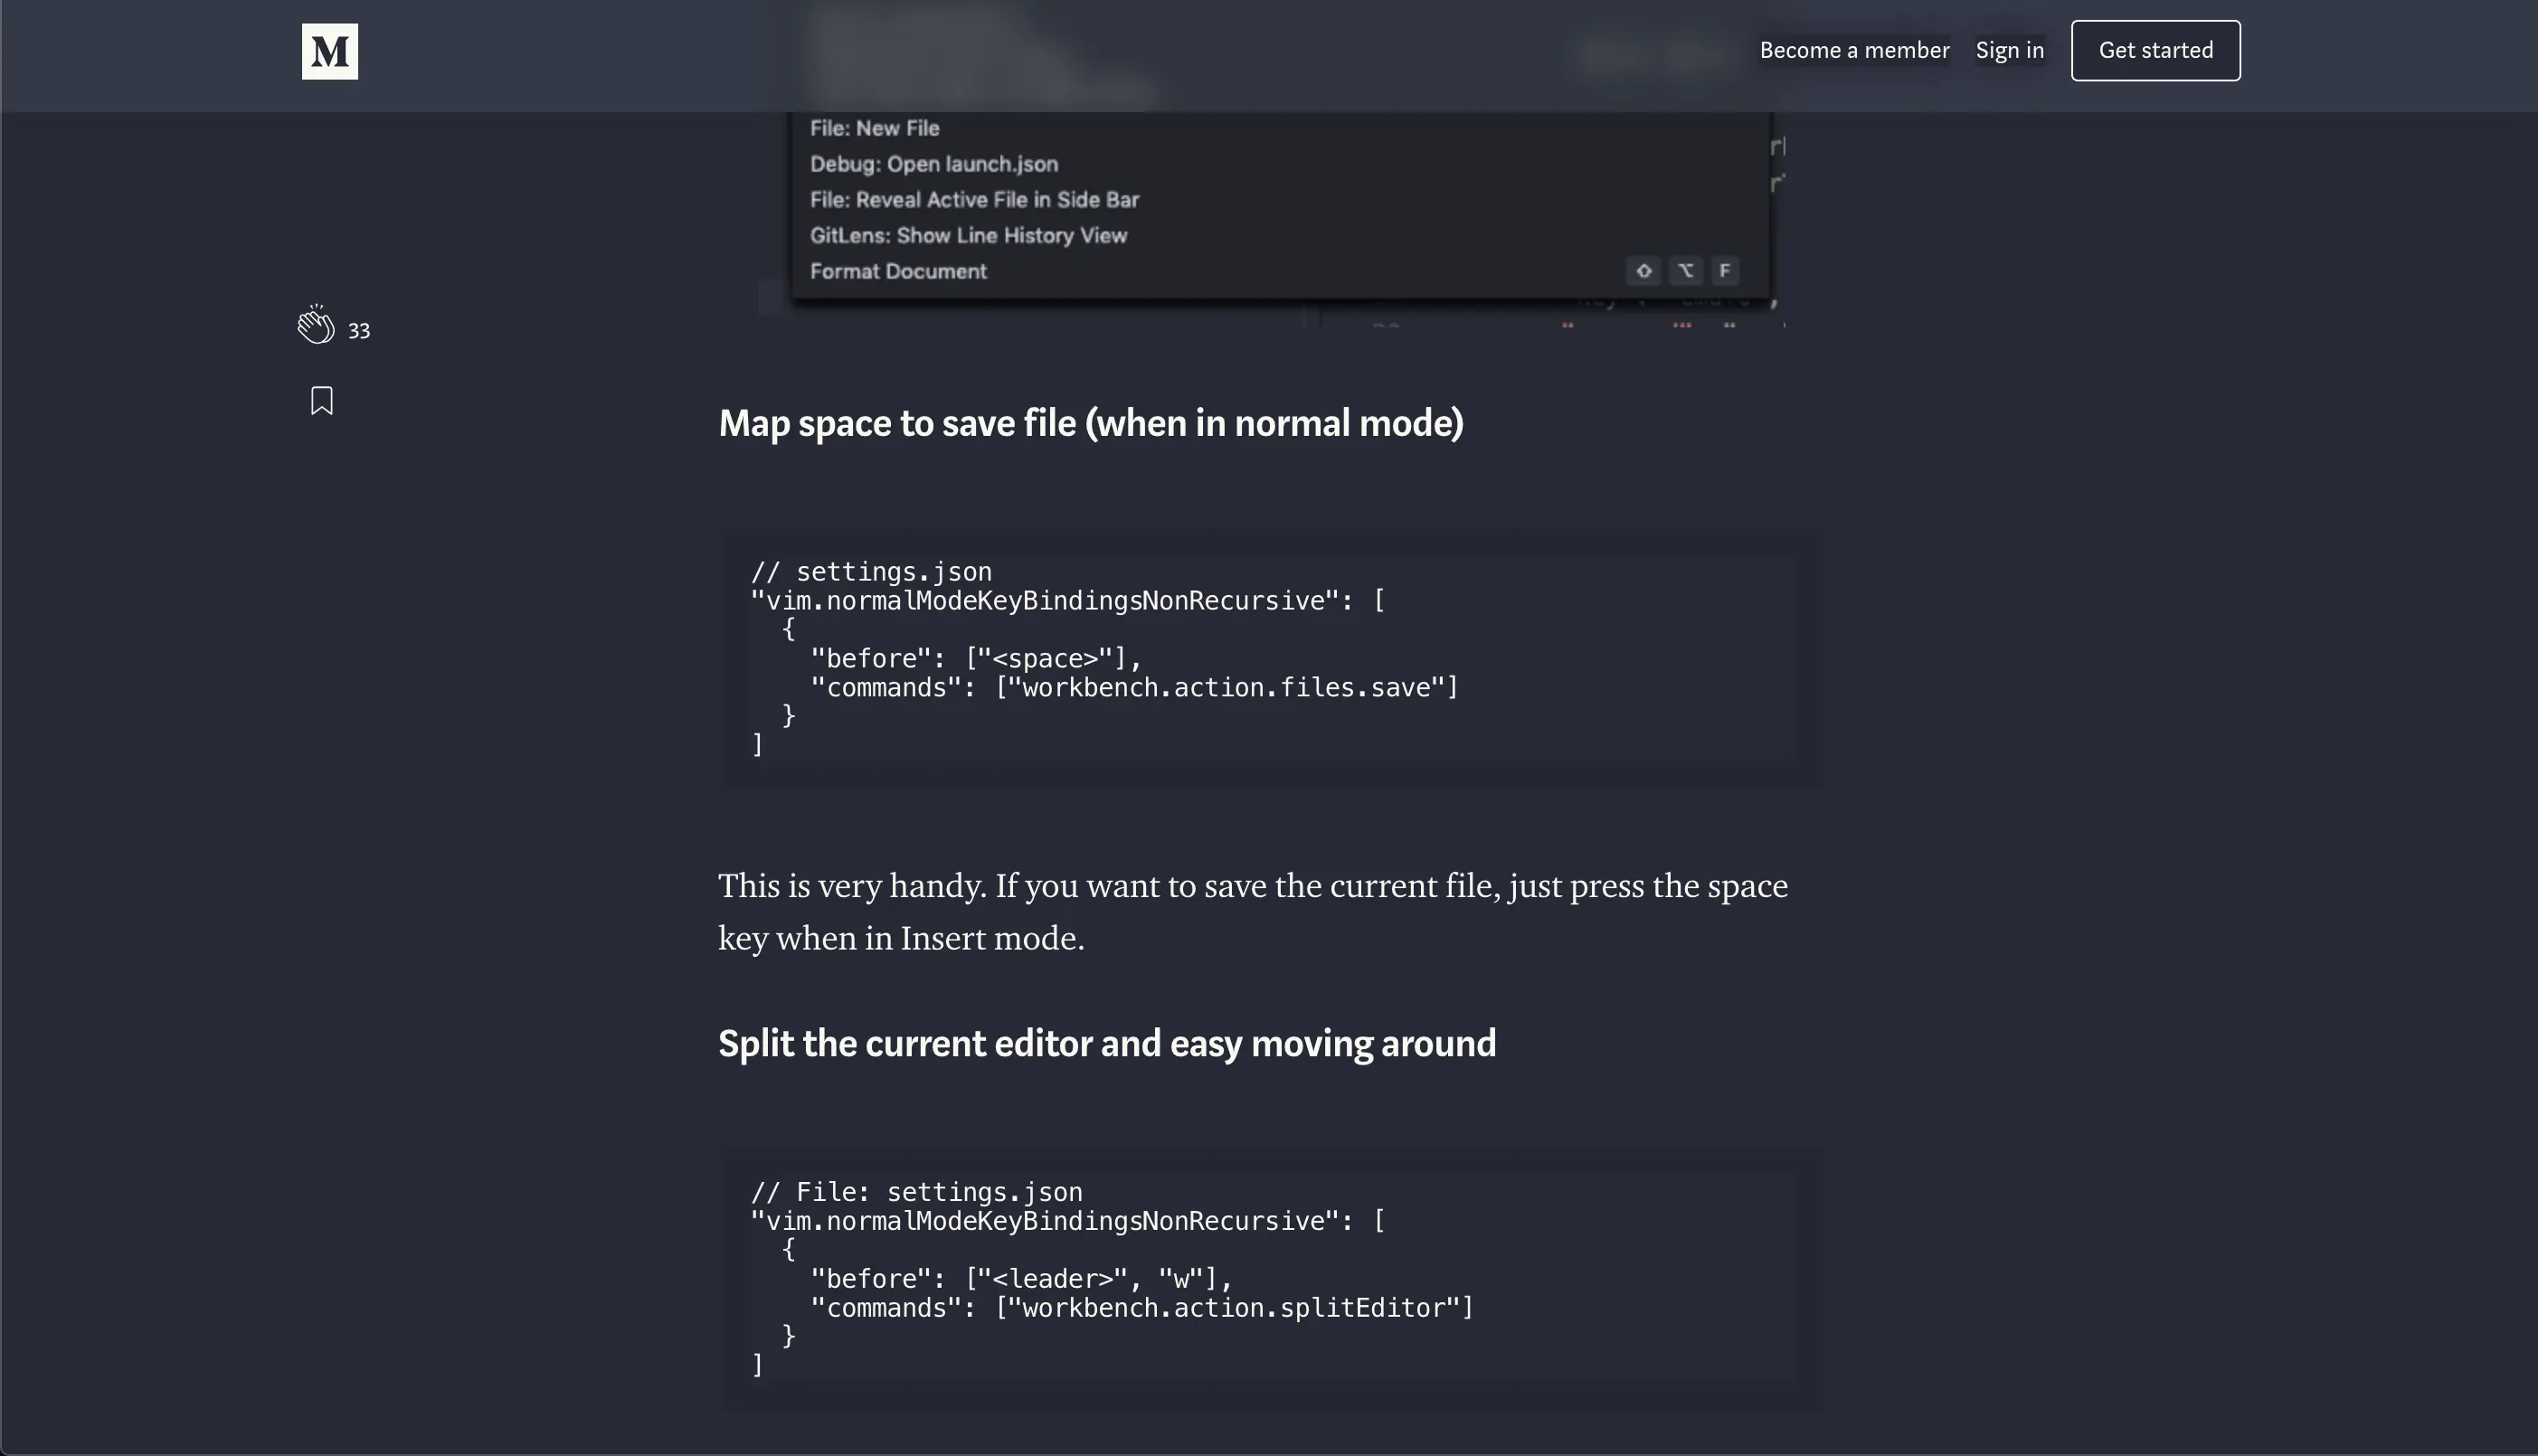 M
Become a member Sign in Get started
File: New File
Debug: Open launch.json
File: Reveal Active File in Side Bar
GitLens: Show Line History View
Format Document ⇧ ⌥ F
33
Map space to save file (when in normal mode)
// settings.json
"vim.normalModeKeyBindingsNonRecursive": [
  {
    "before": ["<space>"],
    "commands": ["workbench.action.files.save"]
  }
]
This is very handy. If you want to save the current file, just press the space
key when in Insert mode.
Split the current editor and easy moving around
// File: settings.json
"vim.normalModeKeyBindingsNonRecursive": [
  {
    "before": ["<leader>", "w"],
    "commands": ["workbench.action.splitEditor"]
  }
]